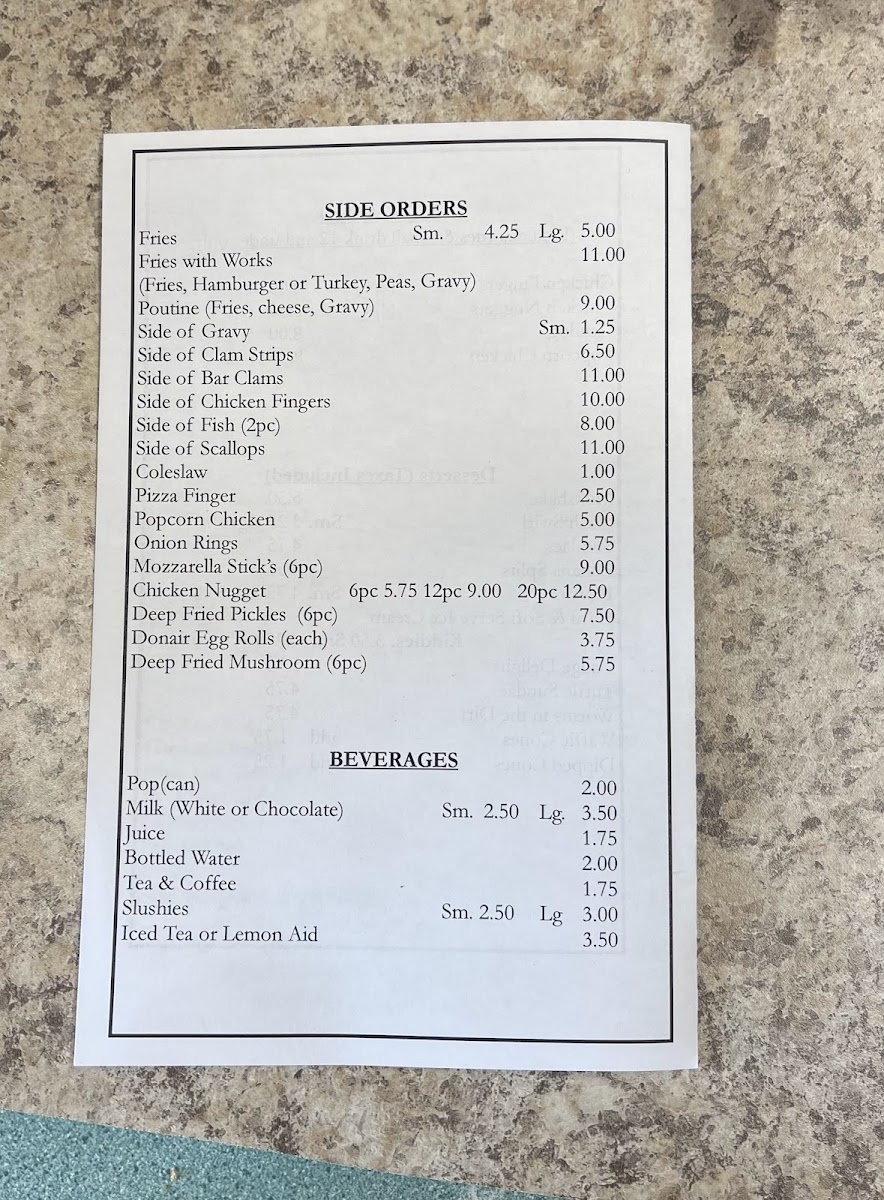 SIDE ORDERS
Fries Sm. 4.25 Lg. 5.00
Fries with Works 11.00
(Fries, Hamburger or Turkey, Peas, Gravy)
Poutine (Fries, cheese, Gravy) 9.00
Side of Gravy Sm. 1.25
Side of Clam Strips 6.50
Side of Bar Clams 11.00
Side of Chicken Fingers 10.00
Side of Fish (2pc) 8.00
Side of Scallops 11.00
Coleslaw 1.00
Pizza Finger 2.50
Popcorn Chicken 5.00
Onion Rings 5.75
Mozzarella Stick's (6pc) 9.00
Chicken Nugget 6pc 5.75 12pc 9.00 20pc 12.50
Deep Fried Pickles (6pc) 7.50
Donair Egg Rolls (each) 3.75
Deep Fried Mushroom (6pc) 5.75
BEVERAGES
Pop(can) 2.00
Milk (White or Chocolate) Sm. 2.50 Lg. 3.50
Juice 1.75
Bottled Water 2.00
Tea & Coffee 1.75
Slushies Sm. 2.50 Lg 3.00
Iced Tea or Lemon Aid 3.50